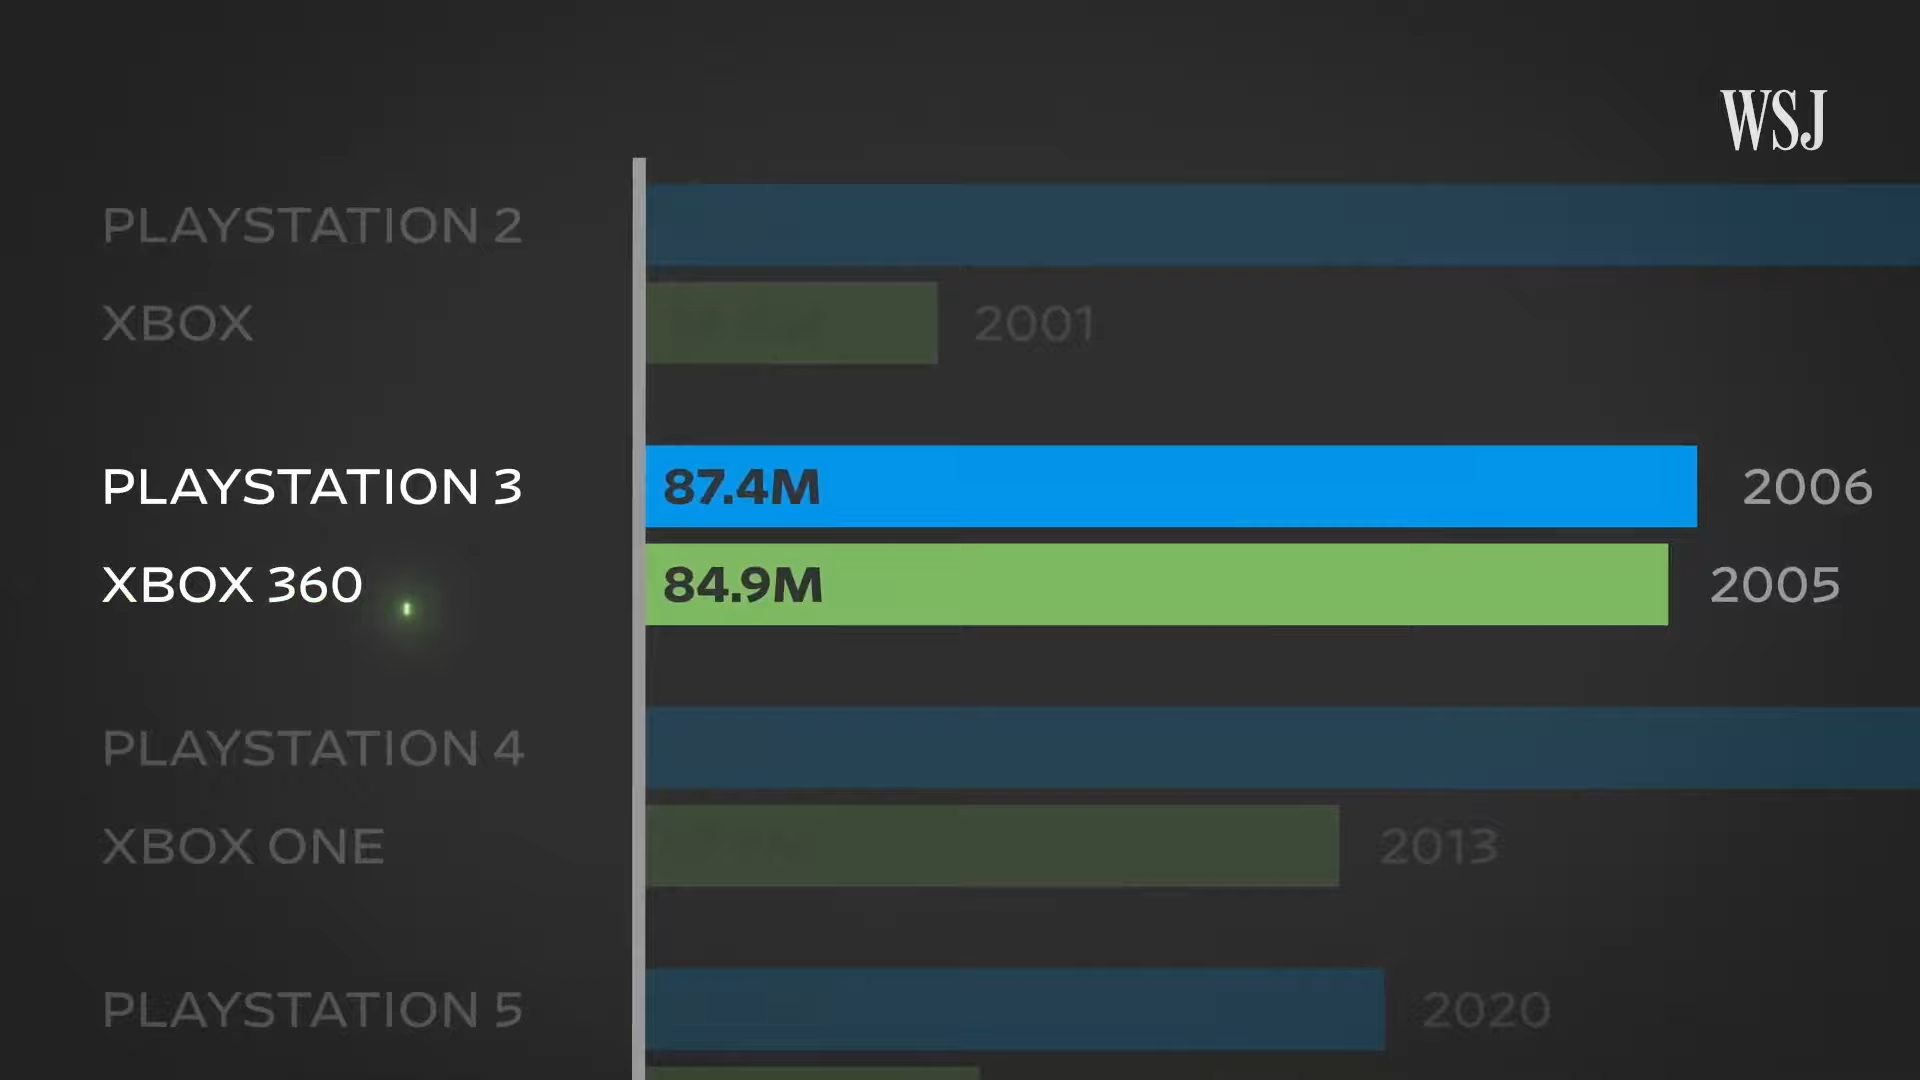 WSJ
PLAYSTATION 2
XBOX 2001
PLAYSTATION 3 87.4M 2006
XBOX 360 84.9M 2005
PLAYSTATION 4
XBOX ONE 2013
PLAYSTATION 5 2020